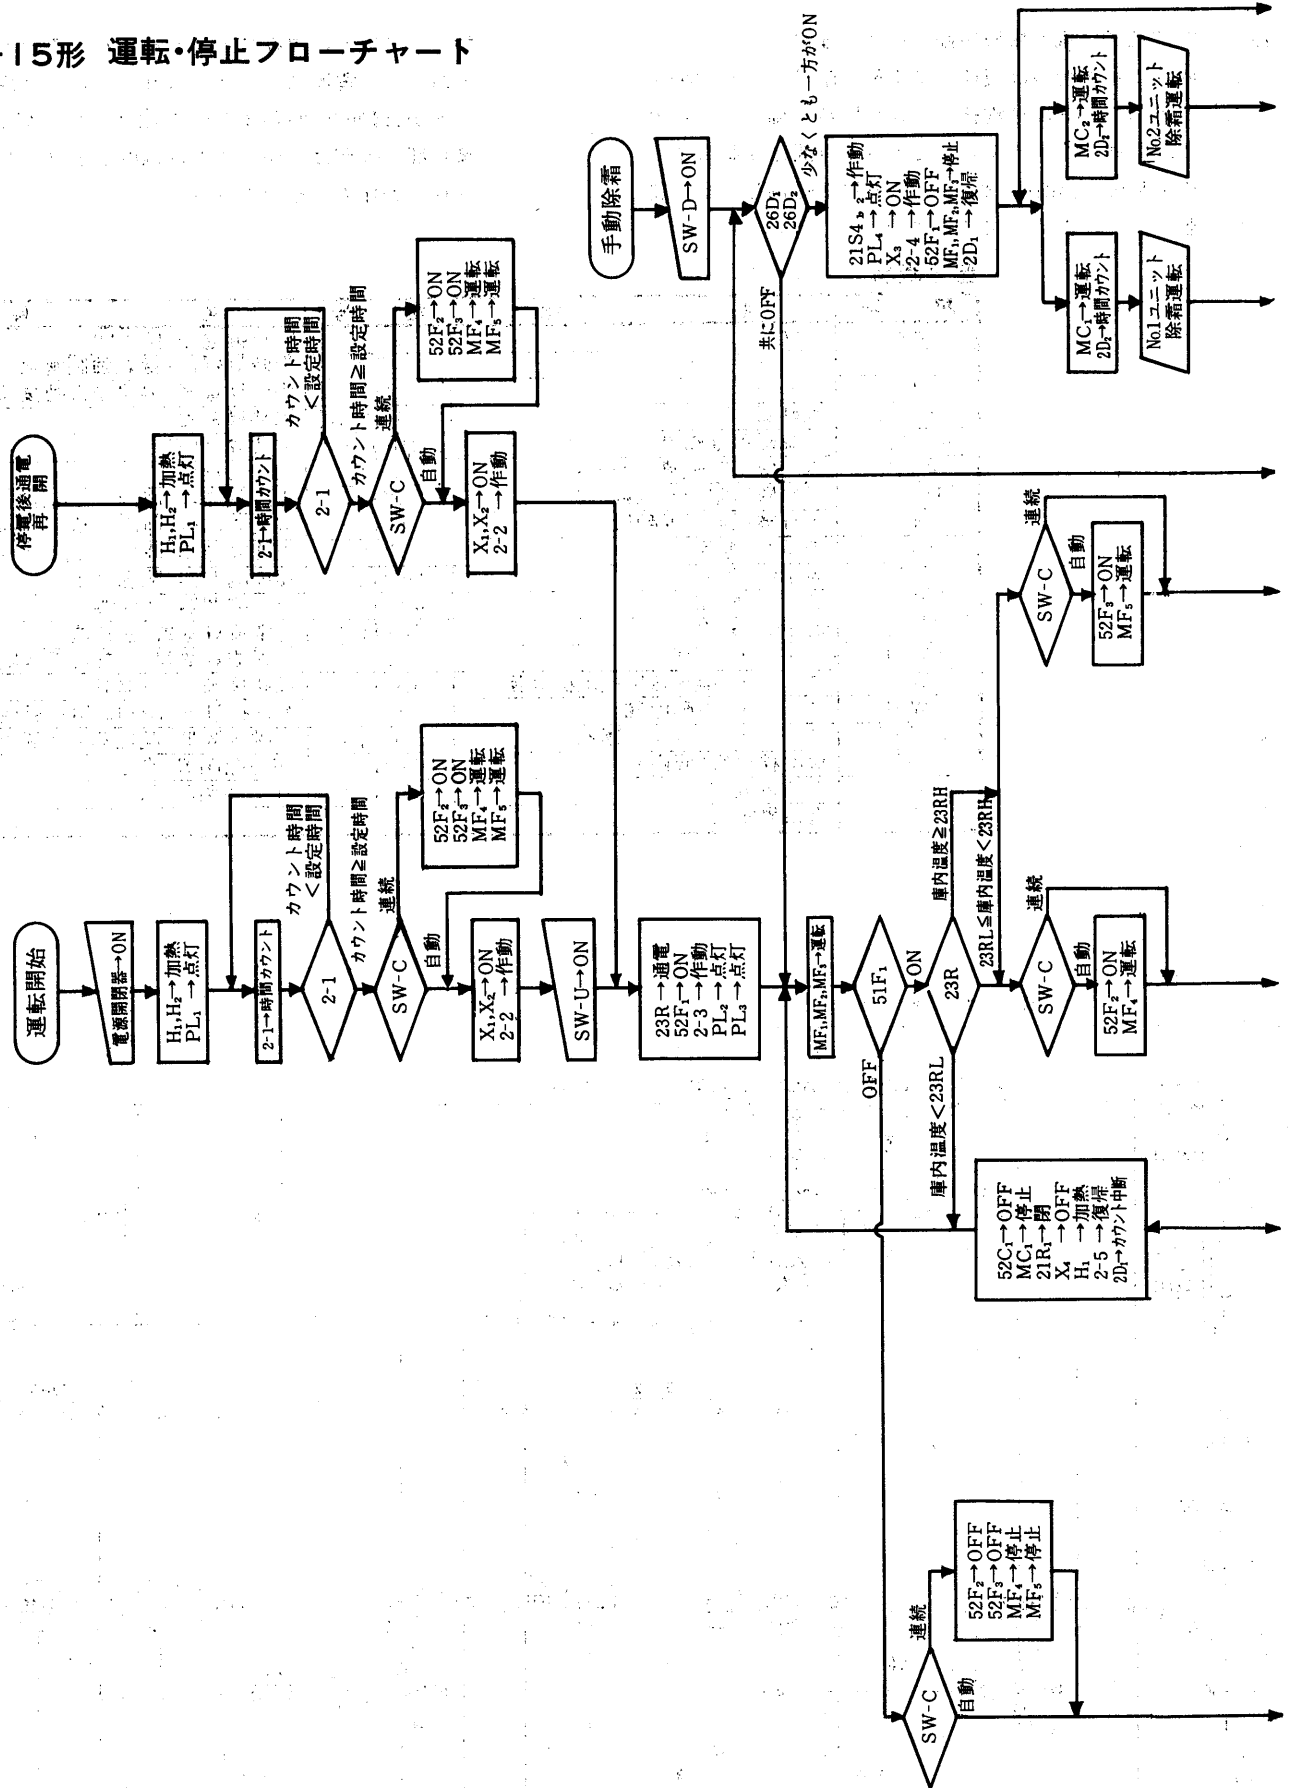 -15形 運転・停止フローチャート
運転開始
電源開閉器→ON
H₁,H₂→加熱
PL₁→点灯
2-1→時間カウント
2-1
カウント時間
<設定時間
カウント時間≧設定時間
SW-C
連続
52F₂→ON
52F₃→ON
MF₄→運転
MF₅→運転
自動
X₁,X₂→ON
2-2→作動
SW-U→ON
停電後通電
再開
H₁,H₂→加熱
PL₁→点灯
2-1→時間カウント
2-1
カウント時間
<設定時間
カウント時間≧設定時間
SW-C
連続
52F₂→ON
52F₃→ON
MF₄→運転
MF₅→運転
自動
X₁,X₂→ON
2-2→作動
23R→通電
52F₁→ON
2-3→作動
PL₂→点灯
PL₃→点灯
MF₁,MF₂,MF₃→運転
51F₁
OFF
ON
23R
庫内温度≧23RH
23RL≦庫内温度<23RH
庫内温度<23RL
SW-C
連続
自動
52F₂→ON
MF₄→運転
SW-C
連続
自動
52F₃→ON
MF₅→運転
52C₁→OFF
MC₁→停止
21R₁→閉
X₄→OFF
H₁→加熱
2-5→復帰
2D₁→カウント中断
SW-C
連続
52F₂→OFF
52F₃→OFF
MF₄→停止
MF₅→停止
自動
手動除霜
SW-D→ON
26D₁
26D₂
共にOFF
少なくとも一方がON
21S4₁,₂→作動
PL₄→点灯
X₃→ON
2-4→作動
52F₁→OFF
MF₁,MF₂,MF₃→停止
2D₁→復帰
MC₁→運転
2D₂→時間カウント
No.1ユニット
除霜運転
MC₂→運転
2D₂→時間カウント
No.2ユニット
除霜運転